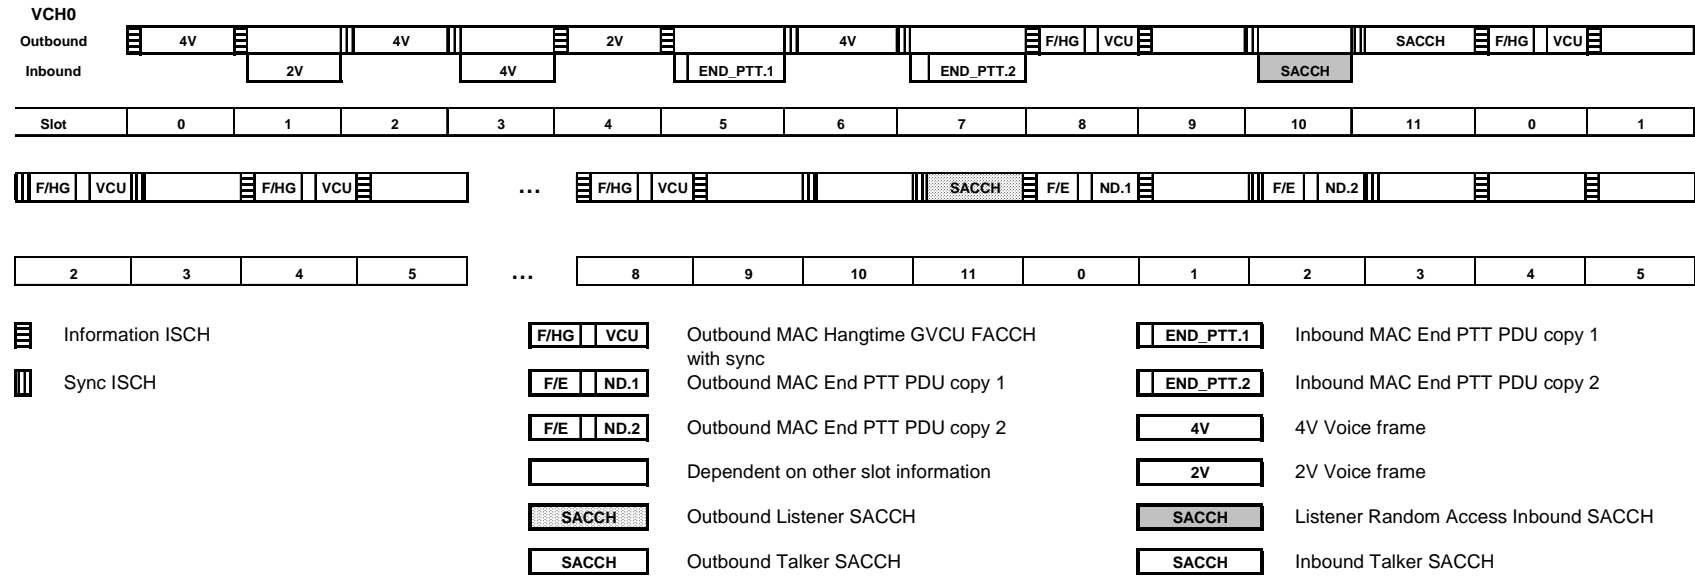 VCH0
Outbound 4V 4V 2V 4V F/HG VCU SACCH F/HG VCU
Inbound 2V 4V END_PTT.1 END_PTT.2 SACCH
Slot 0 1 2 3 4 5 6 7 8 9 10 11 0 1
F/HG VCU F/HG VCU ... F/HG VCU SACCH F/E ND.1 F/E ND.2
2 3 4 5 ... 8 9 10 11 0 1 2 3 4 5
Information ISCH
Sync ISCH
F/HG VCU Outbound MAC Hangtime GVCU FACCH
with sync
F/E ND.1 Outbound MAC End PTT PDU copy 1
F/E ND.2 Outbound MAC End PTT PDU copy 2
Dependent on other slot information
SACCH Outbound Listener SACCH
SACCH Outbound Talker SACCH
END_PTT.1 Inbound MAC End PTT PDU copy 1
END_PTT.2 Inbound MAC End PTT PDU copy 2
4V 4V Voice frame
2V 2V Voice frame
SACCH Listener Random Access Inbound SACCH
SACCH Inbound Talker SACCH